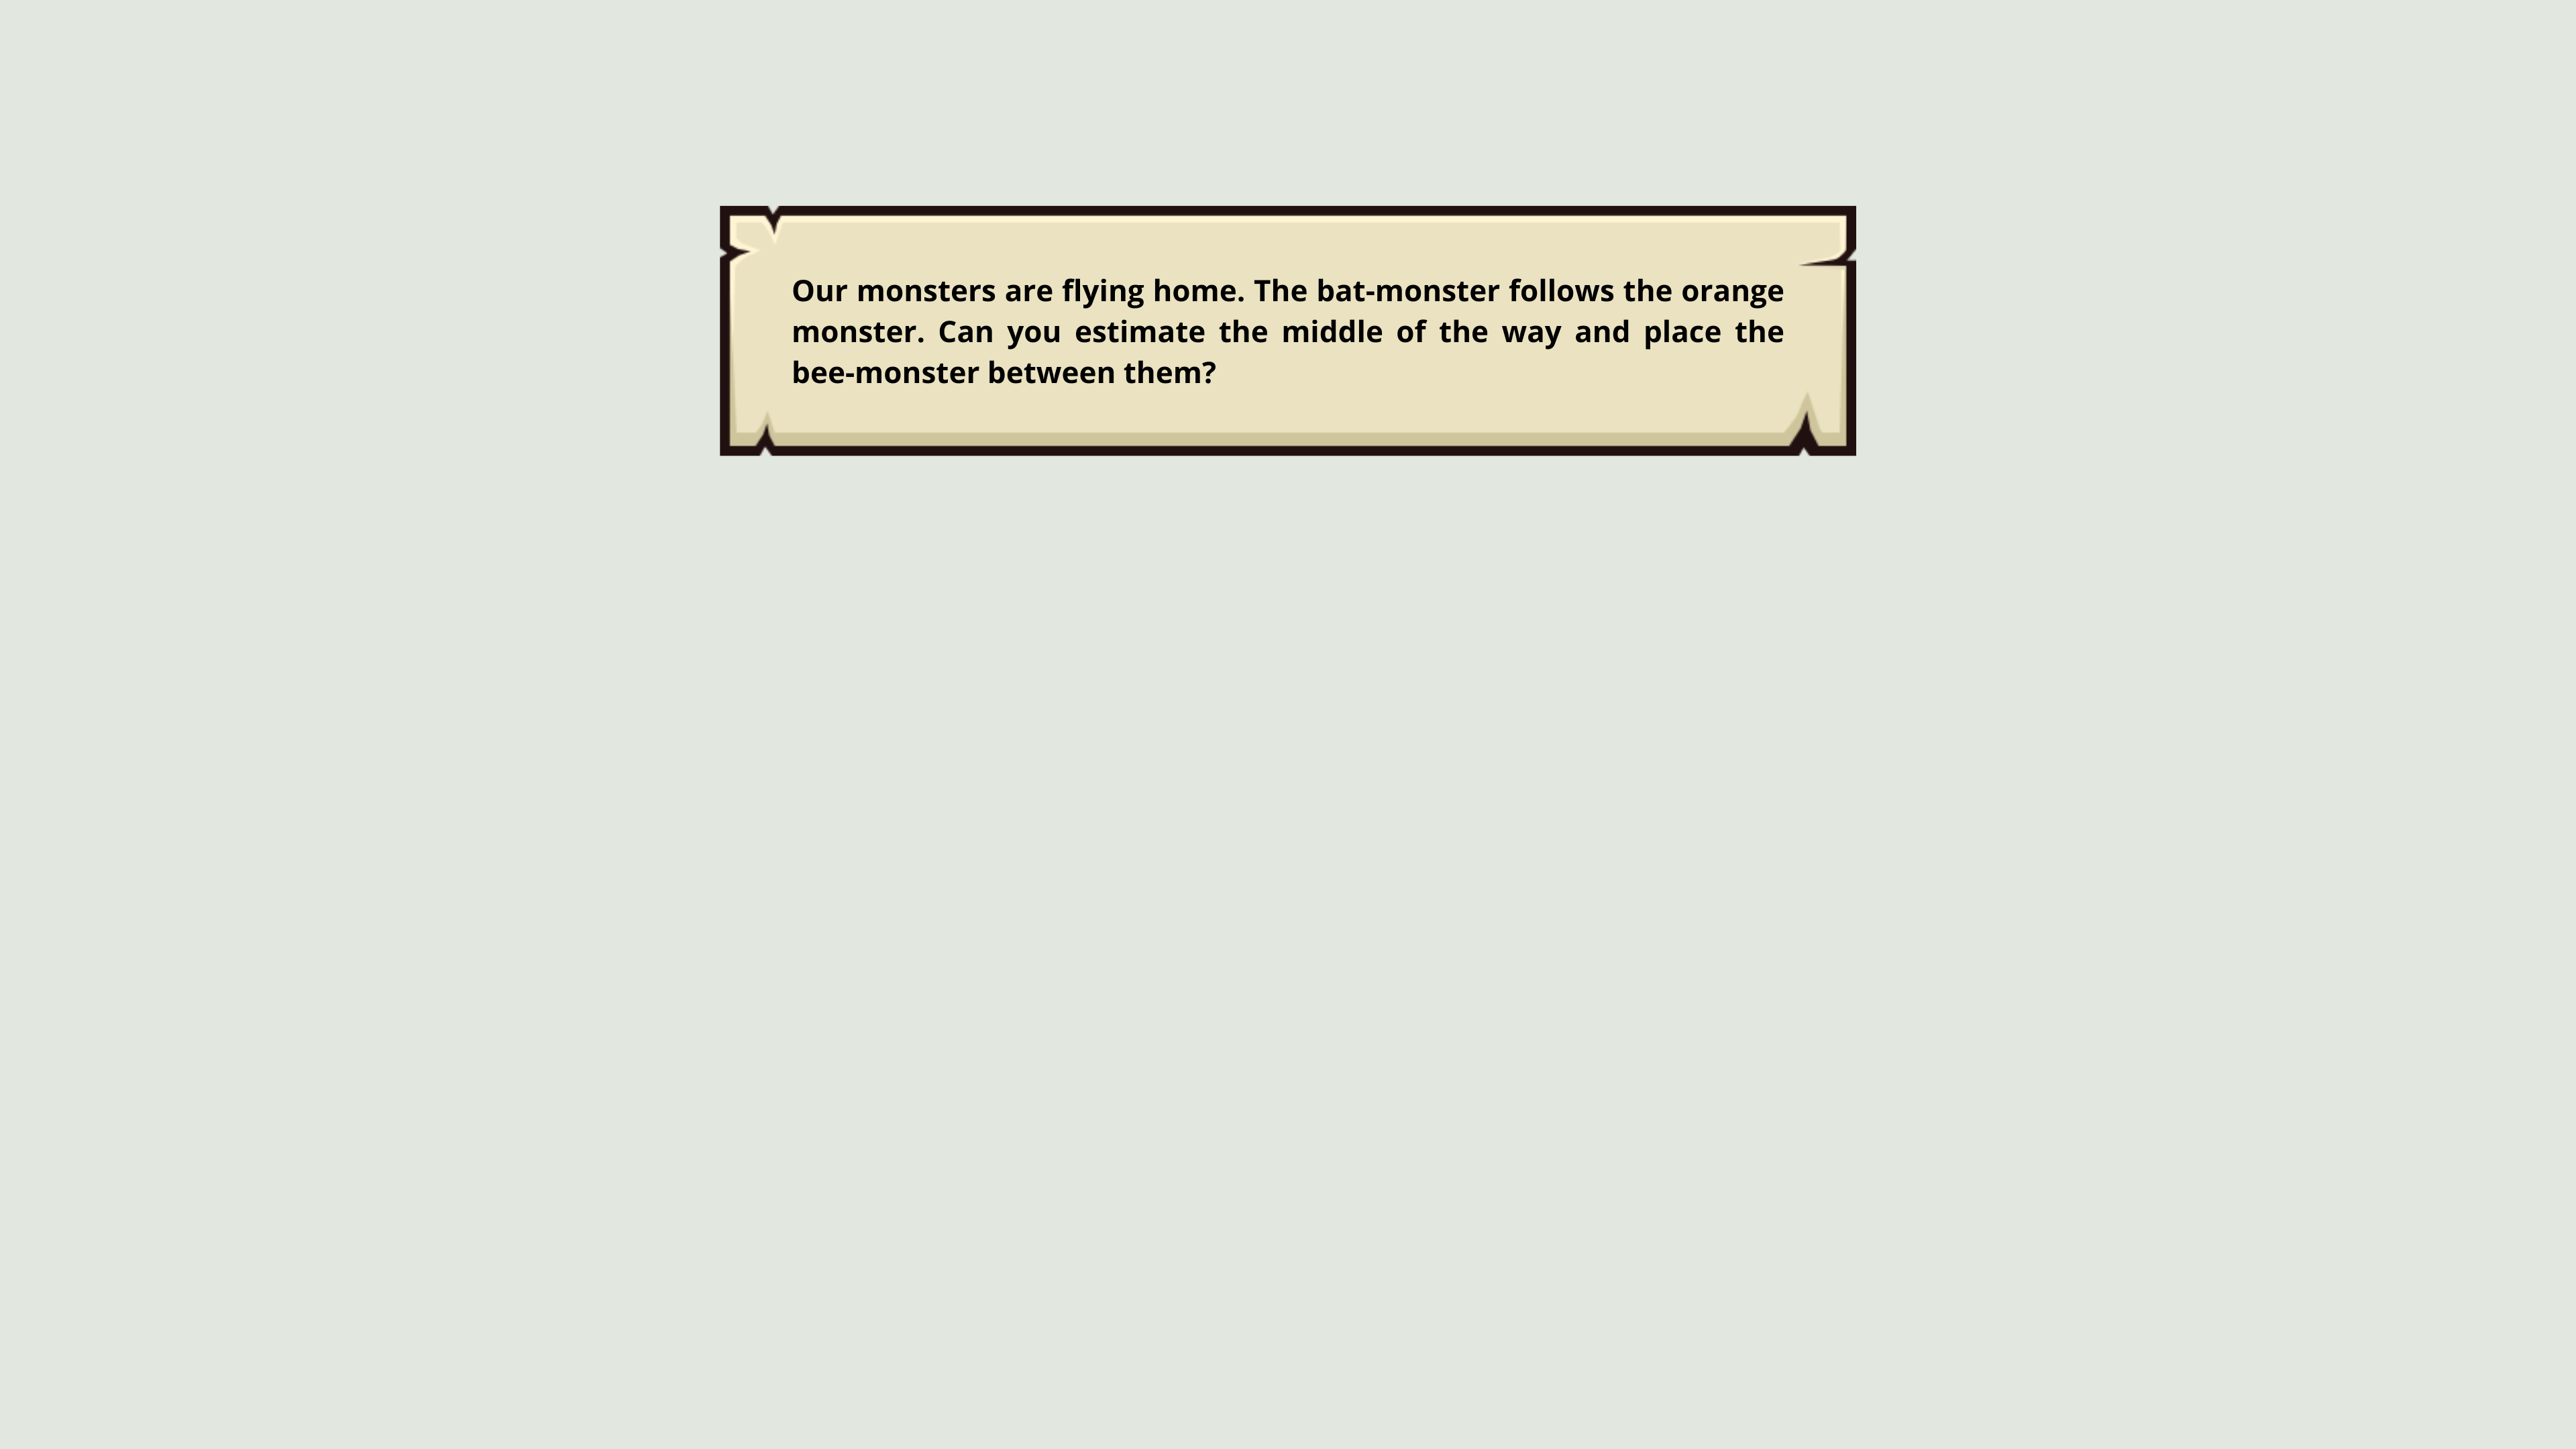 Our monsters are flying home. The bat-monster follows the orange
monster. Can you estimate the middle of the way and place the
bee-monster between them?